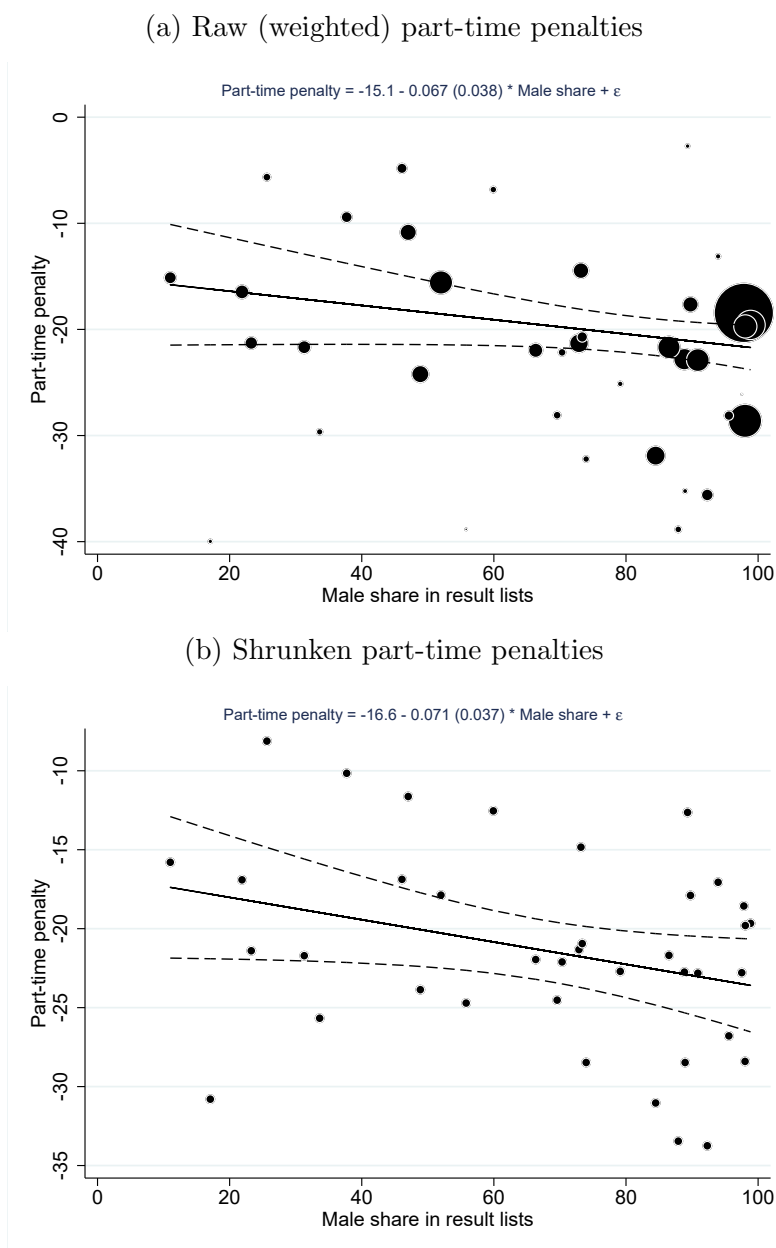 (a) Raw (weighted) part-time penalties
Part-time penalty = -15.1 - 0.067 (0.038) * Male share + ε
Part-time penalty
0
-10
-20
-30
-40
0 20 40 60 80 100
Male share in result lists
(b) Shrunken part-time penalties
Part-time penalty = -16.6 - 0.071 (0.037) * Male share + ε
Part-time penalty
-10
-15
-20
-25
-30
-35
0 20 40 60 80 100
Male share in result lists